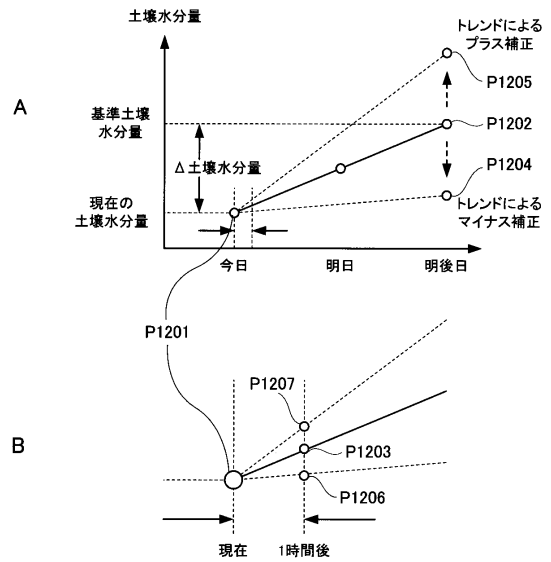 土壌水分量
トレンドによる
プラス補正
P1205
A
基準土壌
水分量
P1202
Δ土壌水分量
P1204
現在の
土壌水分量
トレンドによる
マイナス補正
今日
明日
明後日
P1201
P1207
B
P1203
P1206
現在
1時間後